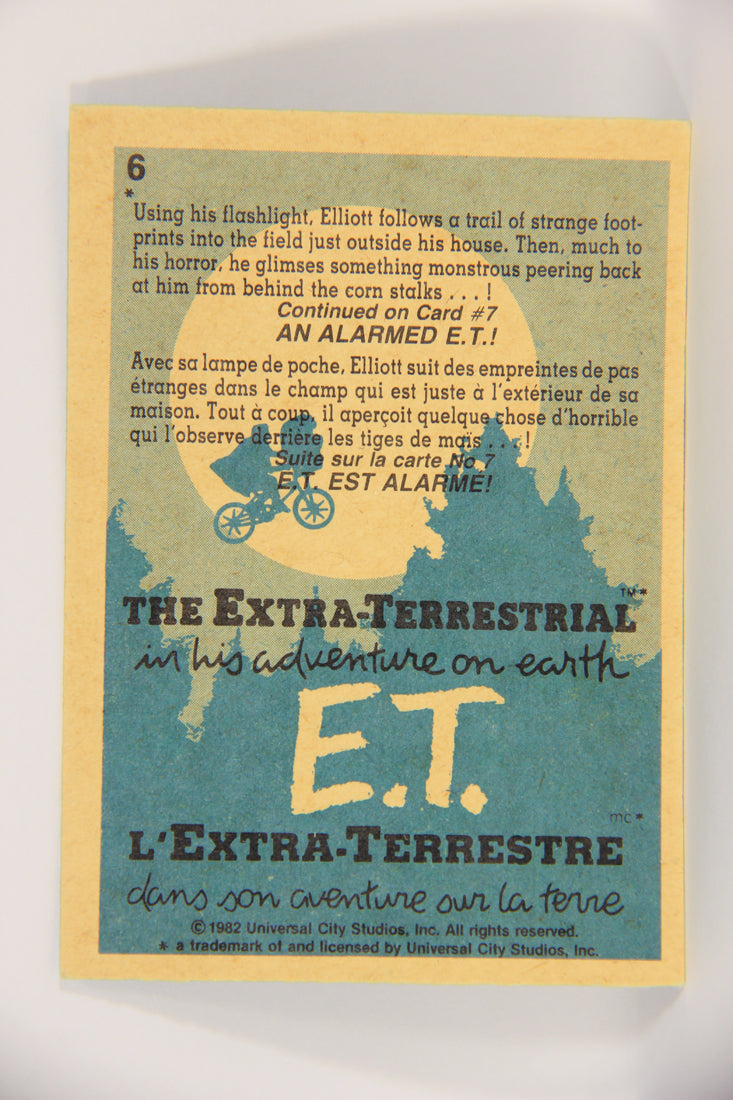 6
*
Using his flashlight, Elliott follows a trail of strange foot-
prints into the field just outside his house. Then, much to
his horror, he glimses something monstrous peering back
at him from behind the corn stalks . . . !
Continued on Card #7
AN ALARMED E.T.!
Avec sa lampe de poche, Elliott suit des empreintes de pas
étranges dans le champ qui est juste à l'extérieur de sa
maison. Tout à coup, il aperçoit quelque chose d'horrible
qui l'observe derrière les tiges de maïs . . . !
Suite sur la carte No 7
E.T. EST ALARMÉ!
THE EXTRA-TERRESTRIAL ™*
in his adventure on earth
E.T.
mc *
L'EXTRA-TERRESTRE
dans son aventure sur la terre
© 1982 Universal City Studios, Inc. All rights reserved.
* a trademark of and licensed by Universal City Studios, Inc.